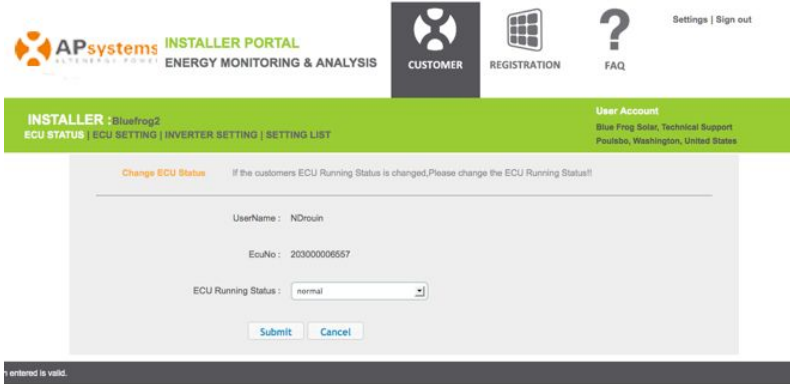 Settings | Sign out
APsystems
ALTENERGY POWER
INSTALLER PORTAL
ENERGY MONITORING & ANALYSIS
CUSTOMER
REGISTRATION
?
FAQ
INSTALLER :Bluefrog2
ECU STATUS | ECU SETTING | INVERTER SETTING | SETTING LIST
User Account
Blue Frog Solar, Technical Support
Poulsbo, Washington, United States
Change ECU Status If the customers ECU Running Status is changed,Please change the ECU Running Status!!
UserName : NDrouin
EcuNo : 203000006557
ECU Running Status : normal
Submit Cancel
entered is valid.